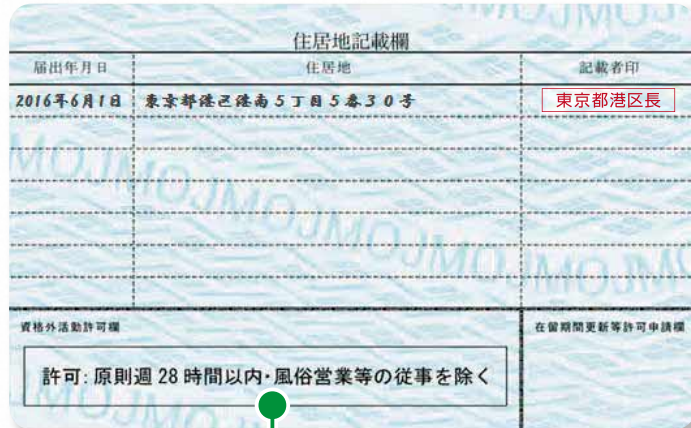 住居地記載欄
届出年月日 住居地 記載者印
2016年6月1日 東京都港区港南5丁目5番30号 東京都港区長
資格外活動許可欄 在留期間更新等許可申請欄
許可: 原則週 28 時間以内・風俗営業等の従事を除く
MOJMOJMOJMOJMOJMOJMOJ